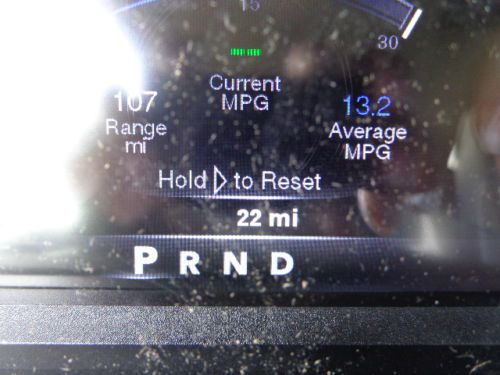 15
30
Current
MPG
107
Range
mi
13.2
Average
MPG
Hold ▷ to Reset
22 mi
P R N D